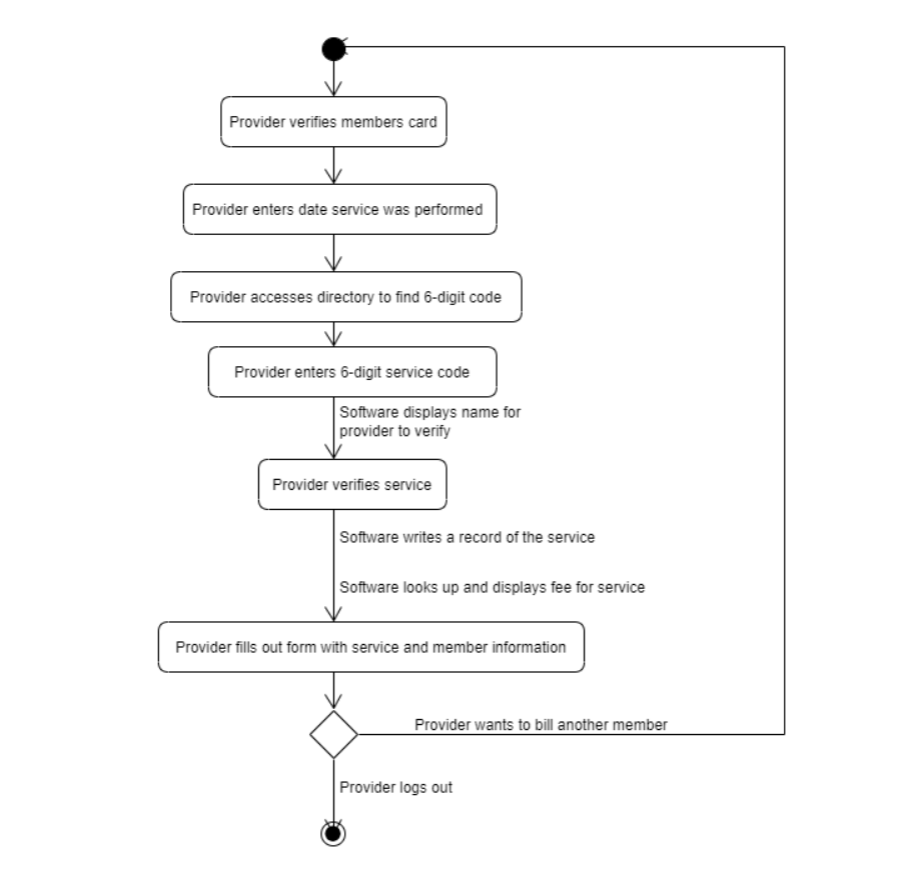 Provider verifies members card
Provider enters date service was performed
Provider accesses directory to find 6-digit code
Provider enters 6-digit service code
Software displays name for
provider to verify
Provider verifies service
Software writes a record of the service
Software looks up and displays fee for service
Provider fills out form with service and member information
Provider wants to bill another member
Provider logs out